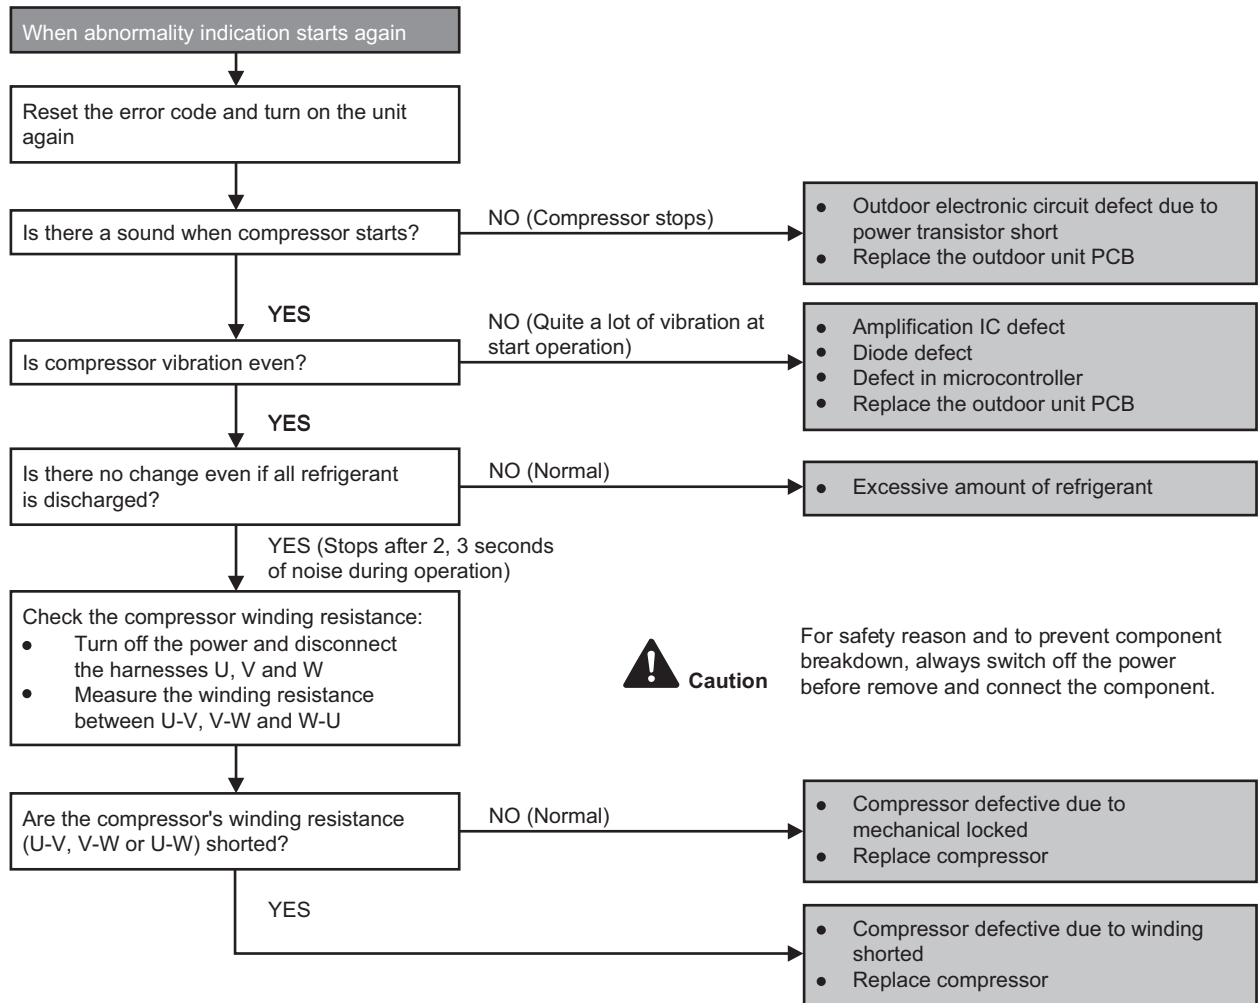 When abnormality indication starts again
Reset the error code and turn on the unit
again
Is there a sound when compressor starts?
NO (Compressor stops)
● Outdoor electronic circuit defect due to
power transistor short
● Replace the outdoor unit PCB
YES
Is compressor vibration even?
NO (Quite a lot of vibration at
start operation)
● Amplification IC defect
● Diode defect
● Defect in microcontroller
● Replace the outdoor unit PCB
YES
Is there no change even if all refrigerant
is discharged?
NO (Normal)
● Excessive amount of refrigerant
YES (Stops after 2, 3 seconds
of noise during operation)
Check the compressor winding resistance:
● Turn off the power and disconnect
the harnesses U, V and W
● Measure the winding resistance
between U-V, V-W and W-U
Caution
For safety reason and to prevent component
breakdown, always switch off the power
before remove and connect the component.
Are the compressor's winding resistance
(U-V, V-W or U-W) shorted?
NO (Normal)
● Compressor defective due to
mechanical locked
● Replace compressor
YES
● Compressor defective due to winding
shorted
● Replace compressor